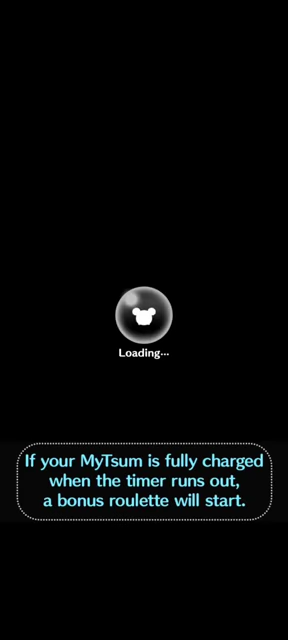 Loading...
If your MyTsum is fully charged
when the timer runs out,
a bonus roulette will start.